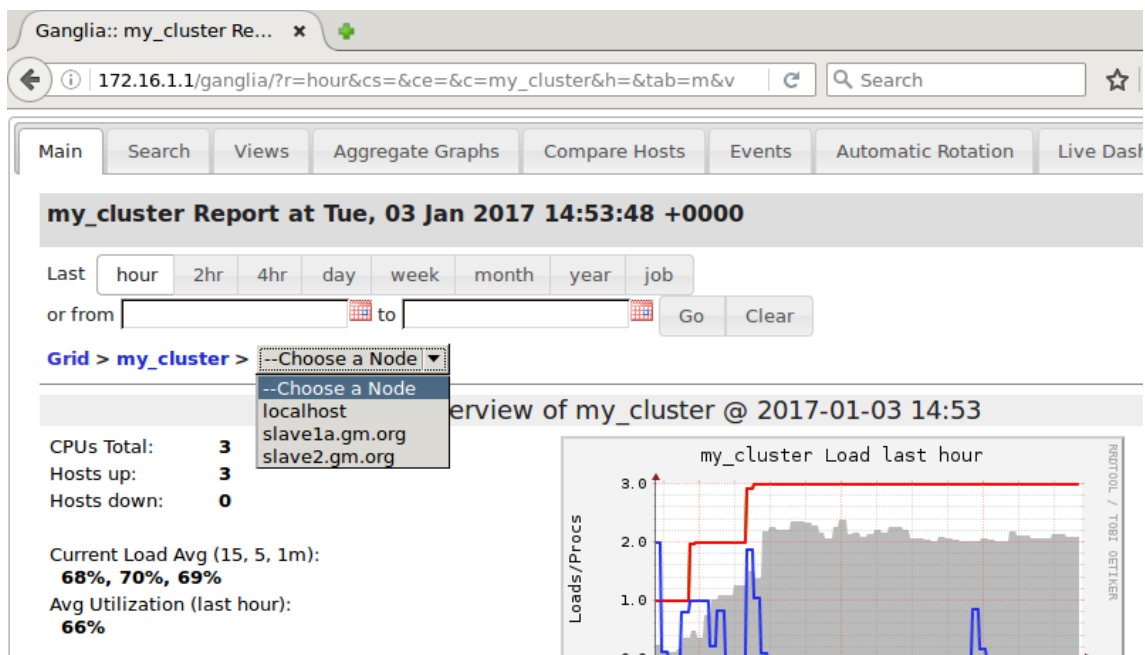 Ganglia:: my_cluster Re...
172.16.1.1/ganglia/?r=hour&cs=&ce=&c=my_cluster&h=&tab=m&v
Search
Main Search Views Aggregate Graphs Compare Hosts Events Automatic Rotation Live Dash
my_cluster Report at Tue, 03 Jan 2017 14:53:48 +0000
Last hour 2hr 4hr day week month year job
or from to Go Clear
Grid > my_cluster > --Choose a Node
--Choose a Node
localhost
slave1a.gm.org
slave2.gm.org
erview of my_cluster @ 2017-01-03 14:53
CPUs Total: 3
Hosts up: 3
Hosts down: 0
Current Load Avg (15, 5, 1m):
68%, 70%, 69%
Avg Utilization (last hour):
66%
my_cluster Load last hour
Loads/Procs
3.0
2.0
1.0
RRDTOOL / TOBI OETIKER